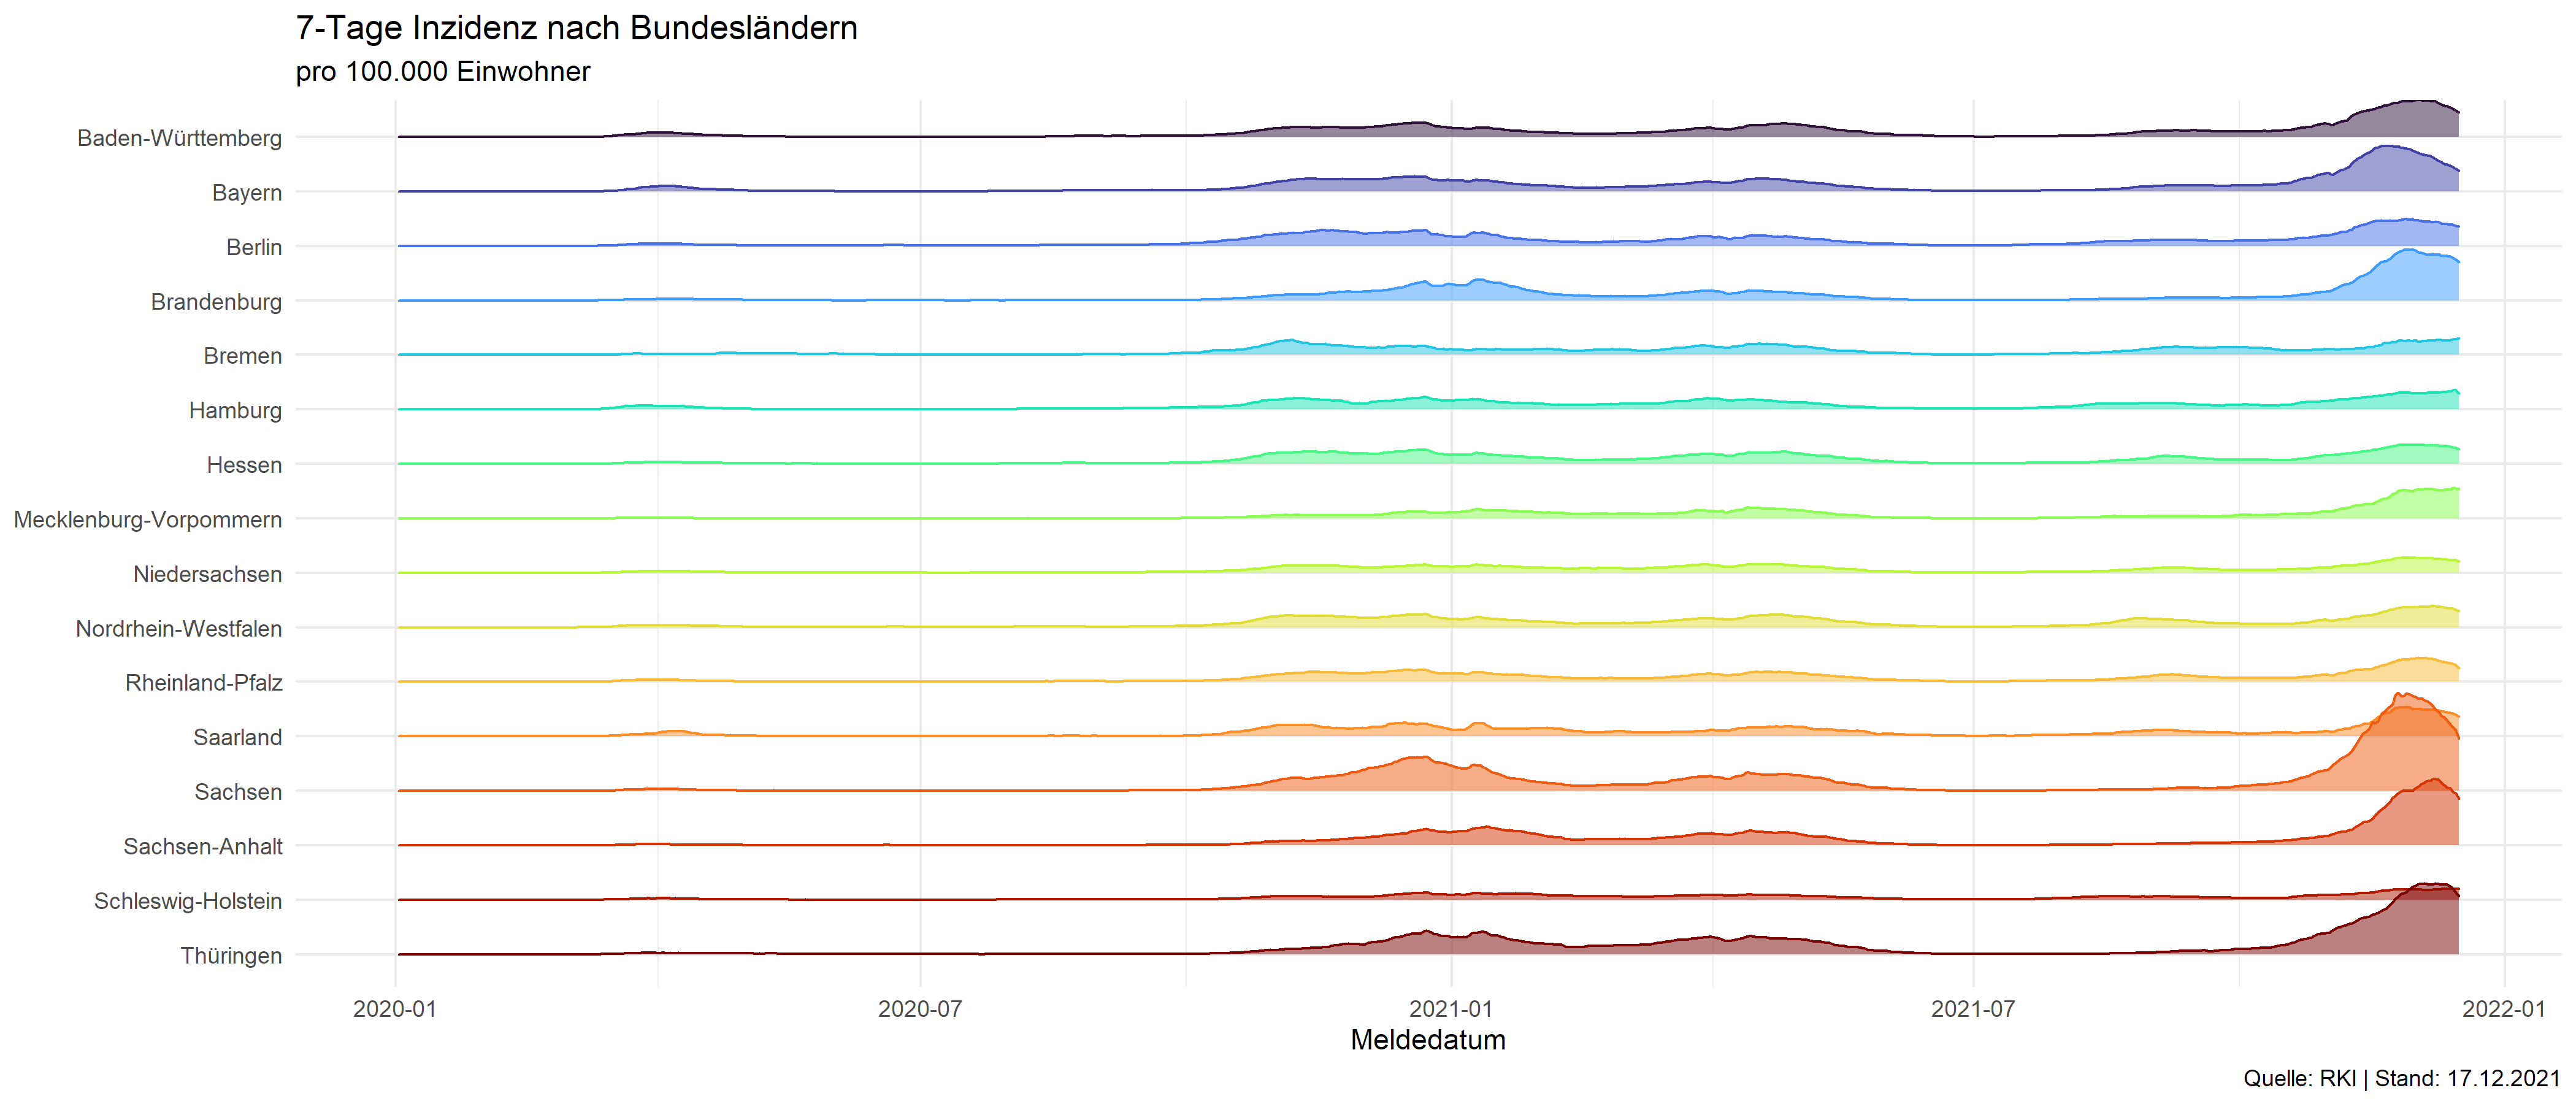 7-Tage Inzidenz nach Bundesländern
pro 100.000 Einwohner
Baden-Württemberg
Bayern
Berlin
Brandenburg
Bremen
Hamburg
Hessen
Mecklenburg-Vorpommern
Niedersachsen
Nordrhein-Westfalen
Rheinland-Pfalz
Saarland
Sachsen
Sachsen-Anhalt
Schleswig-Holstein
Thüringen
2020-01 2020-07 2021-01 2021-07 2022-01
Meldedatum
Quelle: RKI | Stand: 17.12.2021